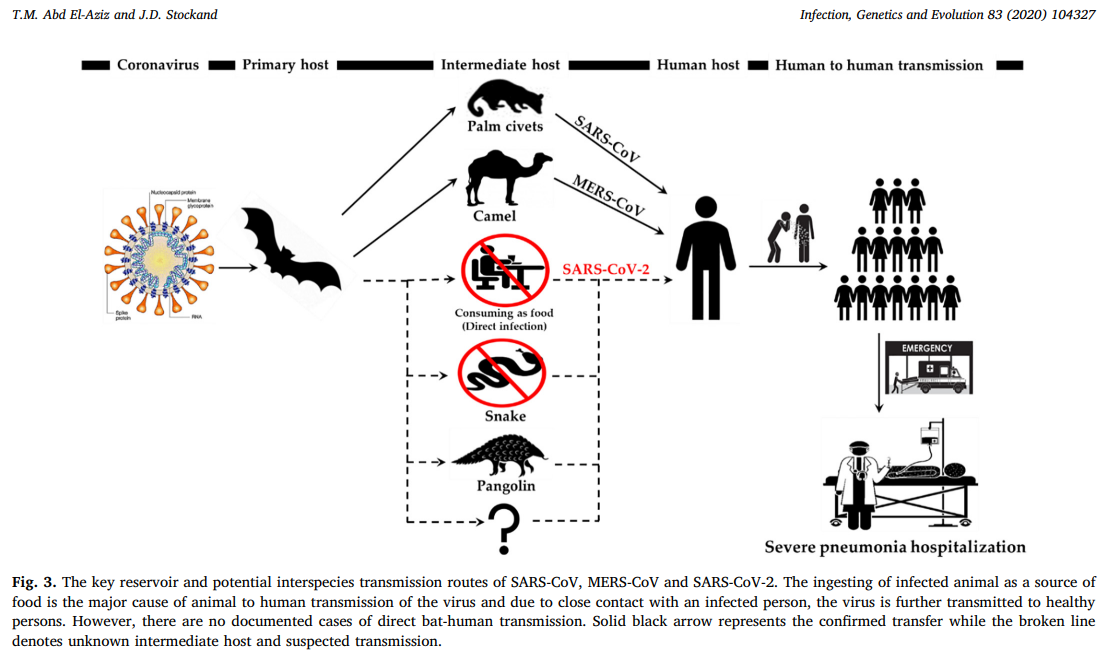 T.M. Abd El-Aziz and J.D. Stockand
Infection, Genetics and Evolution 83 (2020) 104327
Coronavirus
Primary host
Intermediate host
Human host
Human to human transmission
Palm civets
SARS-CoV
Camel
MERS-CoV
Nucleocapsid protein
Membrane
glycoprotein
Spike
protein
RNA
SARS-CoV-2
Consuming as food
(Direct infection)
Snake
Pangolin
?
EMERGENCY
Severe pneumonia hospitalization
Fig. 3. The key reservoir and potential interspecies transmission routes of SARS-CoV, MERS-CoV and SARS-CoV-2. The ingesting of infected animal as a source of
food is the major cause of animal to human transmission of the virus and due to close contact with an infected person, the virus is further transmitted to healthy
persons. However, there are no documented cases of direct bat-human transmission. Solid black arrow represents the confirmed transfer while the broken line
denotes unknown intermediate host and suspected transmission.